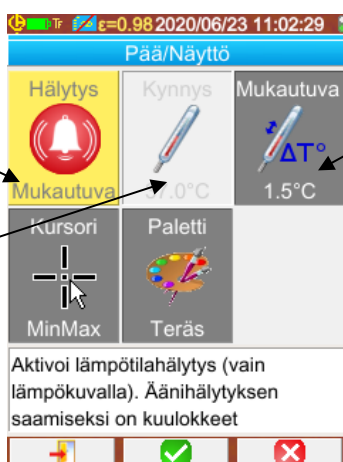 Tr ε=0.98 2020/06/23 11:02:29
Pää/Näyttö
Hälytys Kynnys Mukautuva
ΔT°
Mukautuva 37.0°C 1.5°C
Kursori Paletti
MinMax Teräs
Aktivoi lämpötilahälytys (vain
lämpökuvalla). Äänihälytyksen
saamiseksi on kuulokkeet